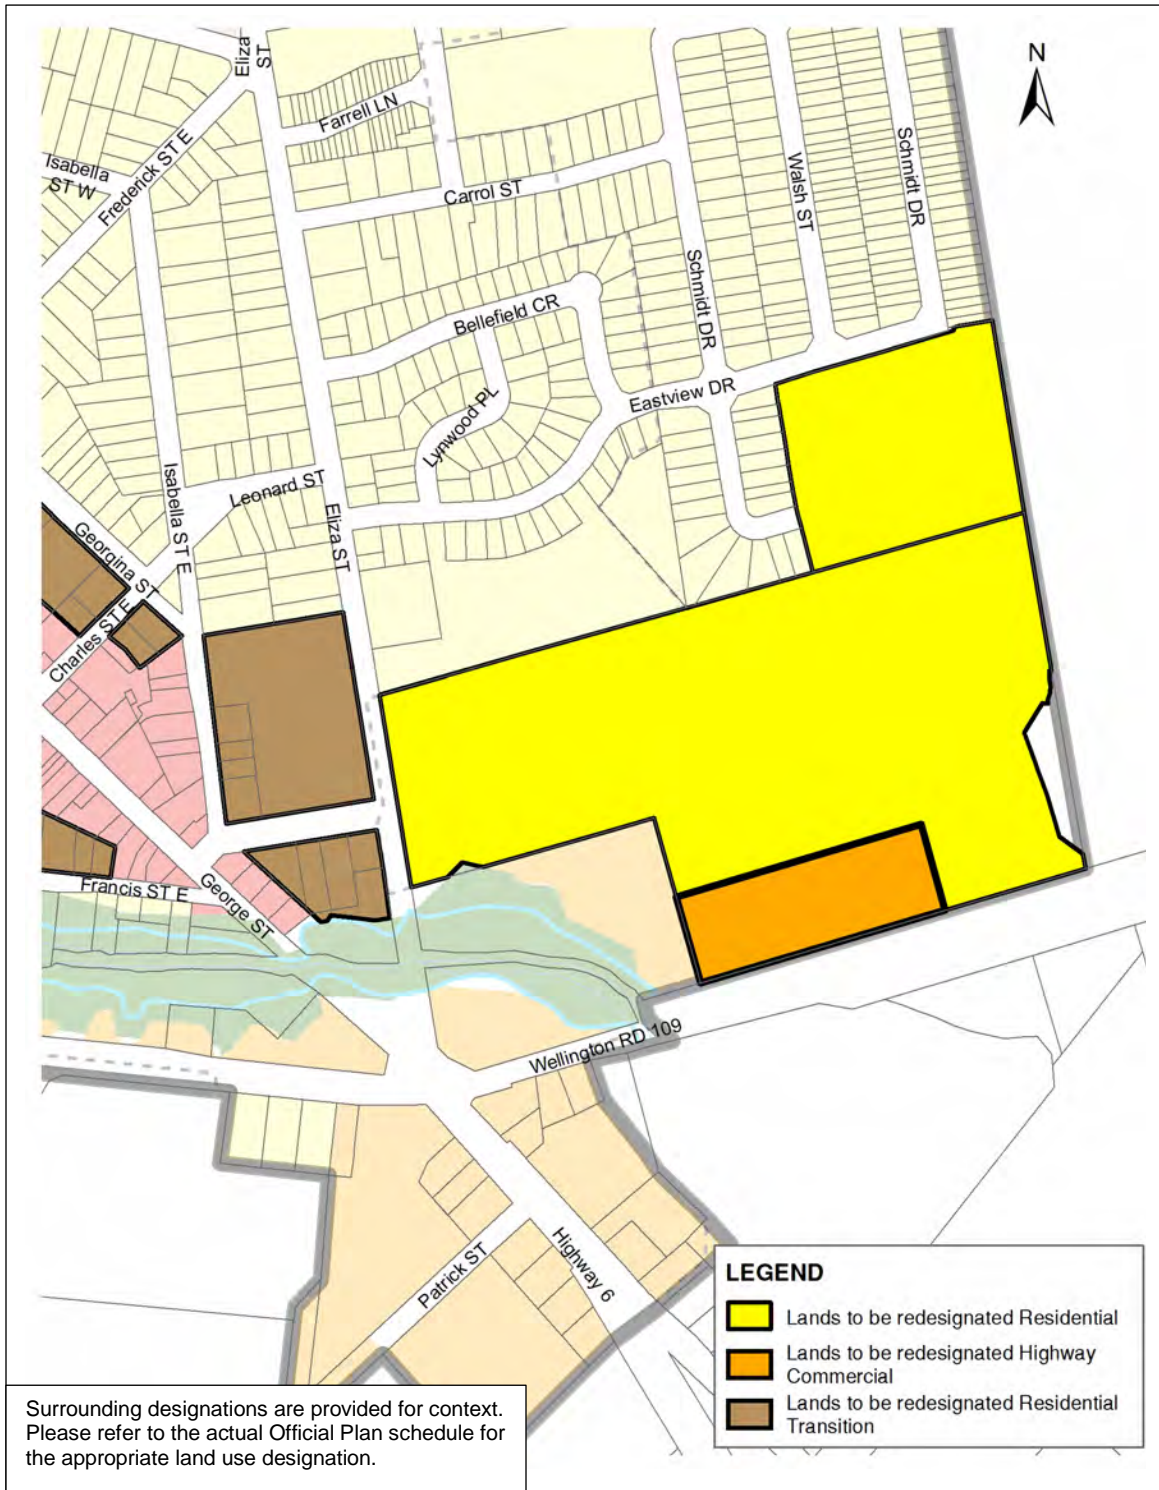 Eliza
ST
N
Farrell LN
Frederick ST E
Isabella
ST W
Carrol ST
Schmidt DR
Walsh ST
Schmidt DR
Bellefield CR
Eastview DR
Lynwood PL
Isabella ST E
Leonard ST
Eliza ST
Georgina ST
Charles ST E
Francis ST E
George ST
Wellington RD 109
Patrick ST
Highway 6
LEGEND
Lands to be redesignated Residential
Lands to be redesignated Highway
Commercial
Lands to be redesignated Residential
Transition
Surrounding designations are provided for context.
Please refer to the actual Official Plan schedule for
the appropriate land use designation.